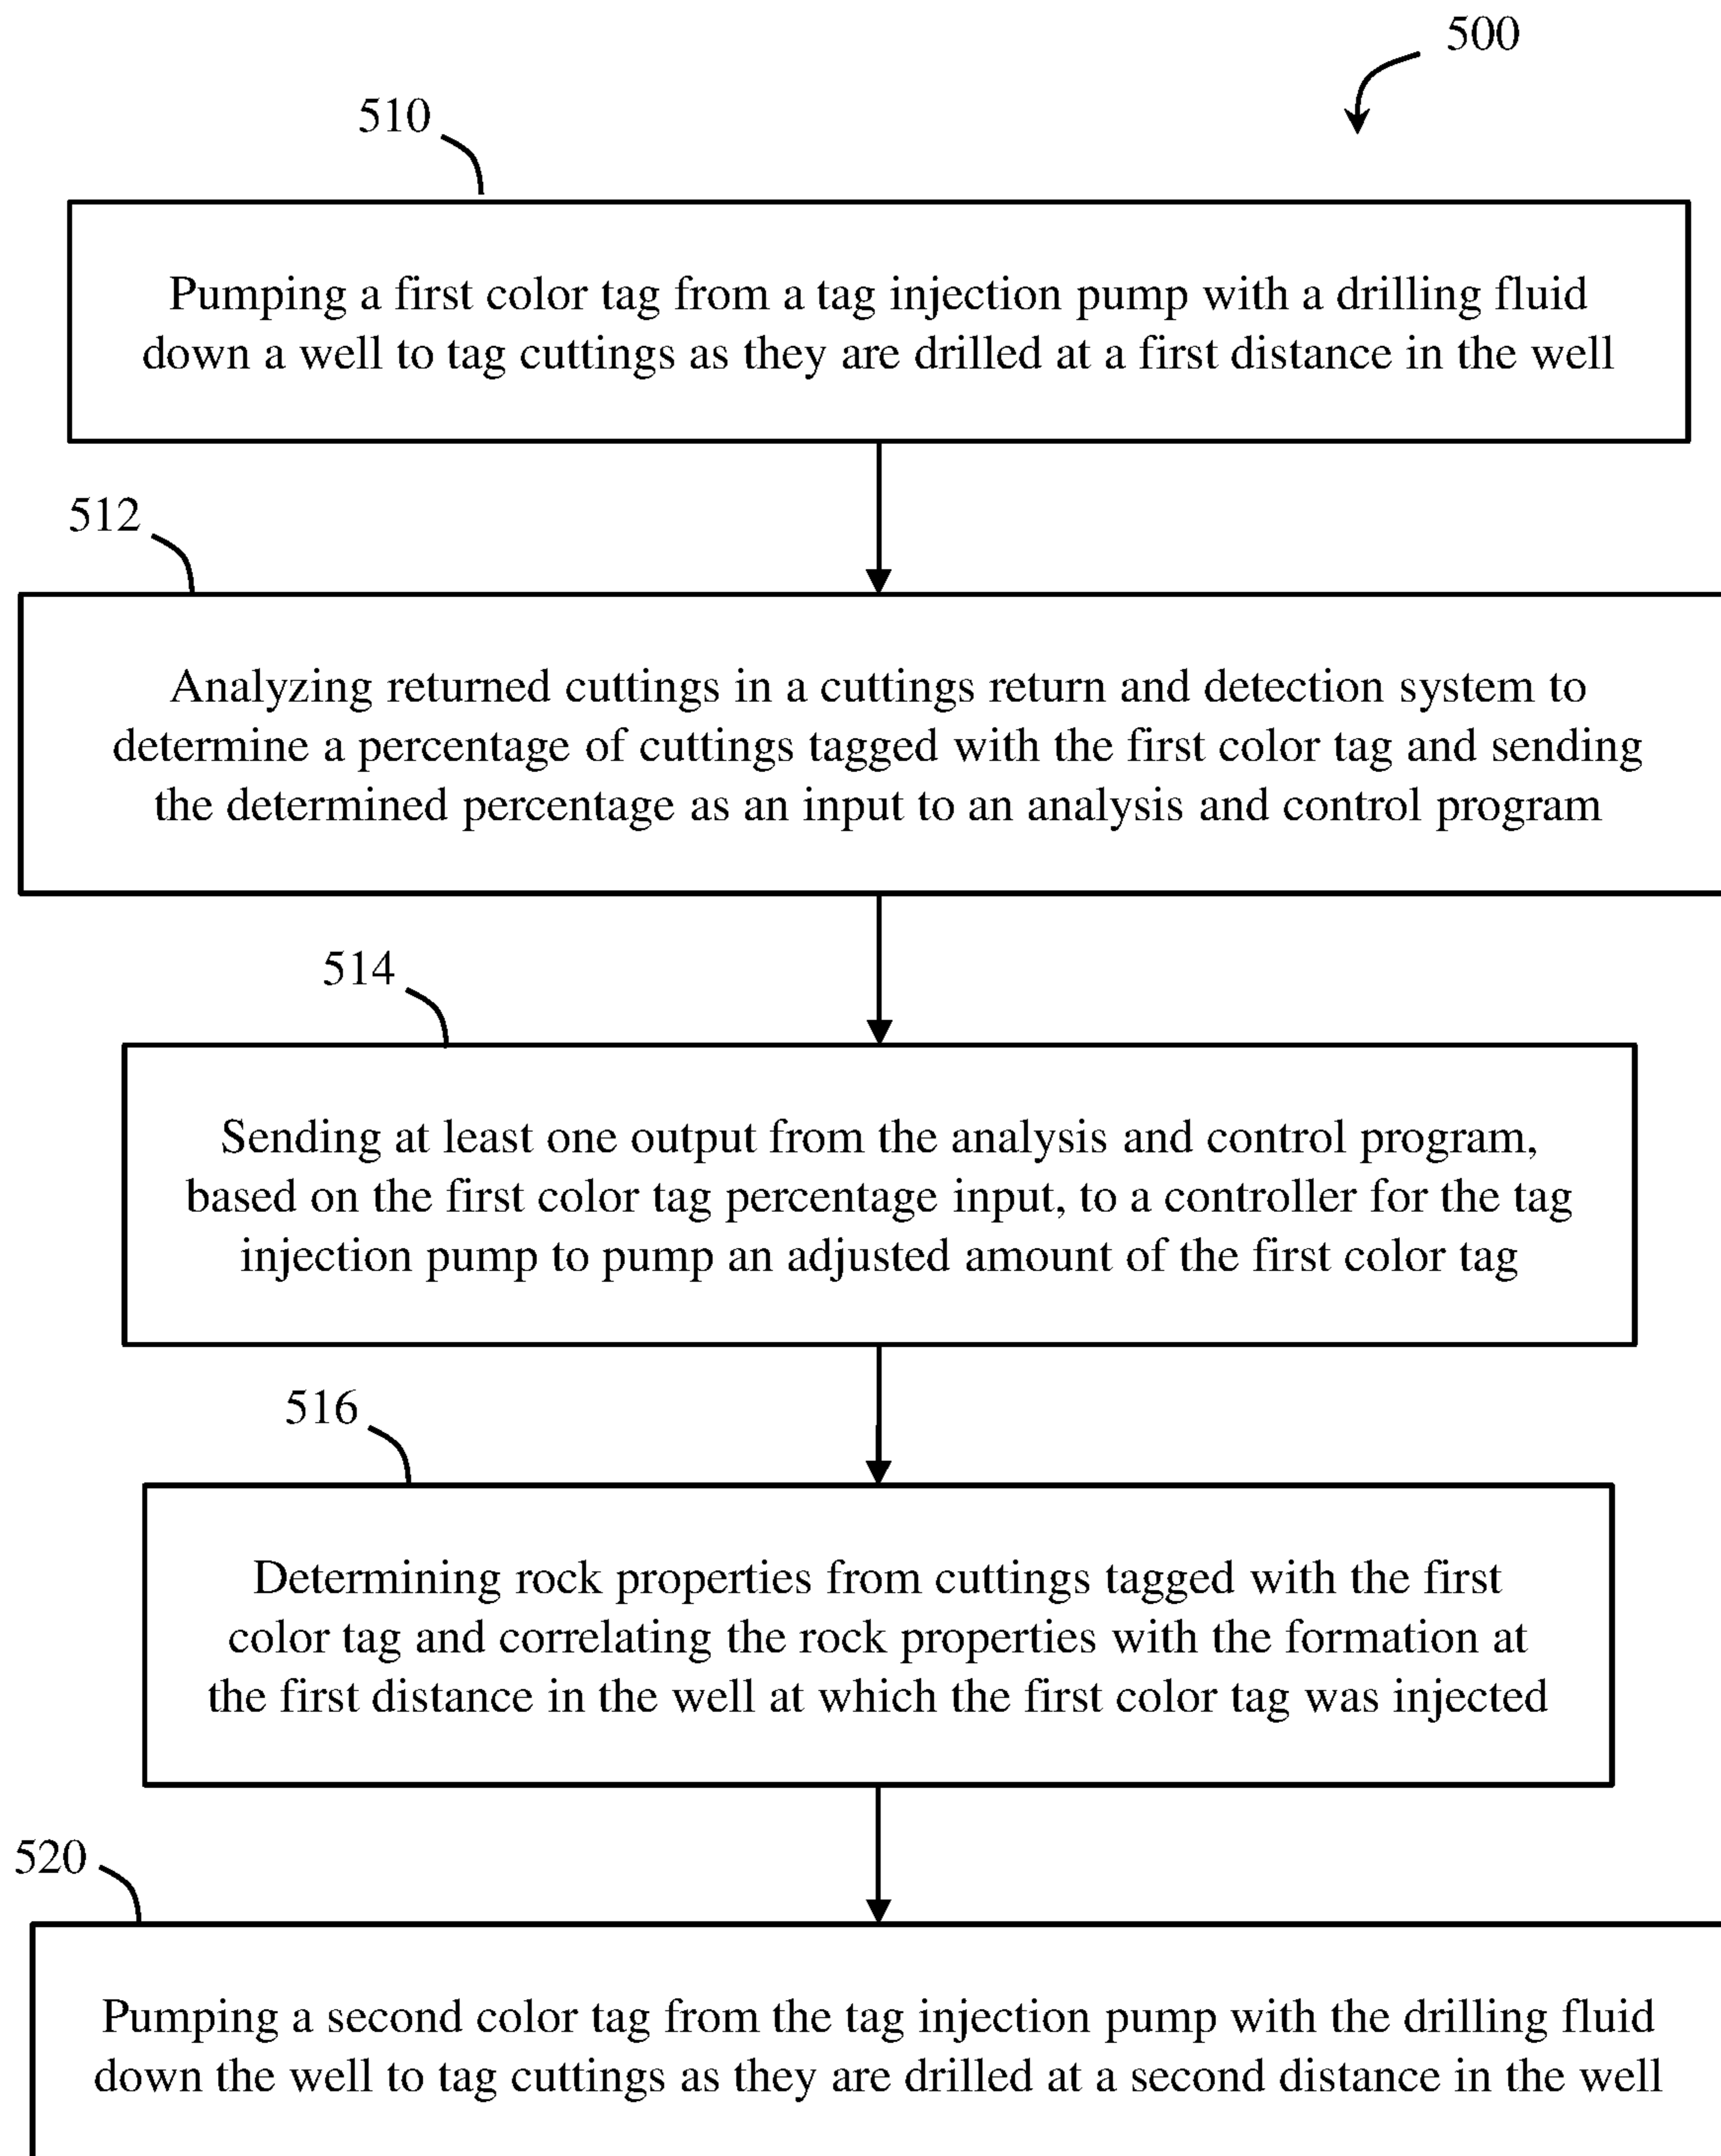 500
510
Pumping a first color tag from a tag injection pump with a drilling fluid
down a well to tag cuttings as they are drilled at a first distance in the well
512
Analyzing returned cuttings in a cuttings return and detection system to
determine a percentage of cuttings tagged with the first color tag and sending
the determined percentage as an input to an analysis and control program
514
Sending at least one output from the analysis and control program,
based on the first color tag percentage input, to a controller for the tag
injection pump to pump an adjusted amount of the first color tag
516
Determining rock properties from cuttings tagged with the first
color tag and correlating the rock properties with the formation at
the first distance in the well at which the first color tag was injected
520
Pumping a second color tag from the tag injection pump with the drilling fluid
down the well to tag cuttings as they are drilled at a second distance in the well